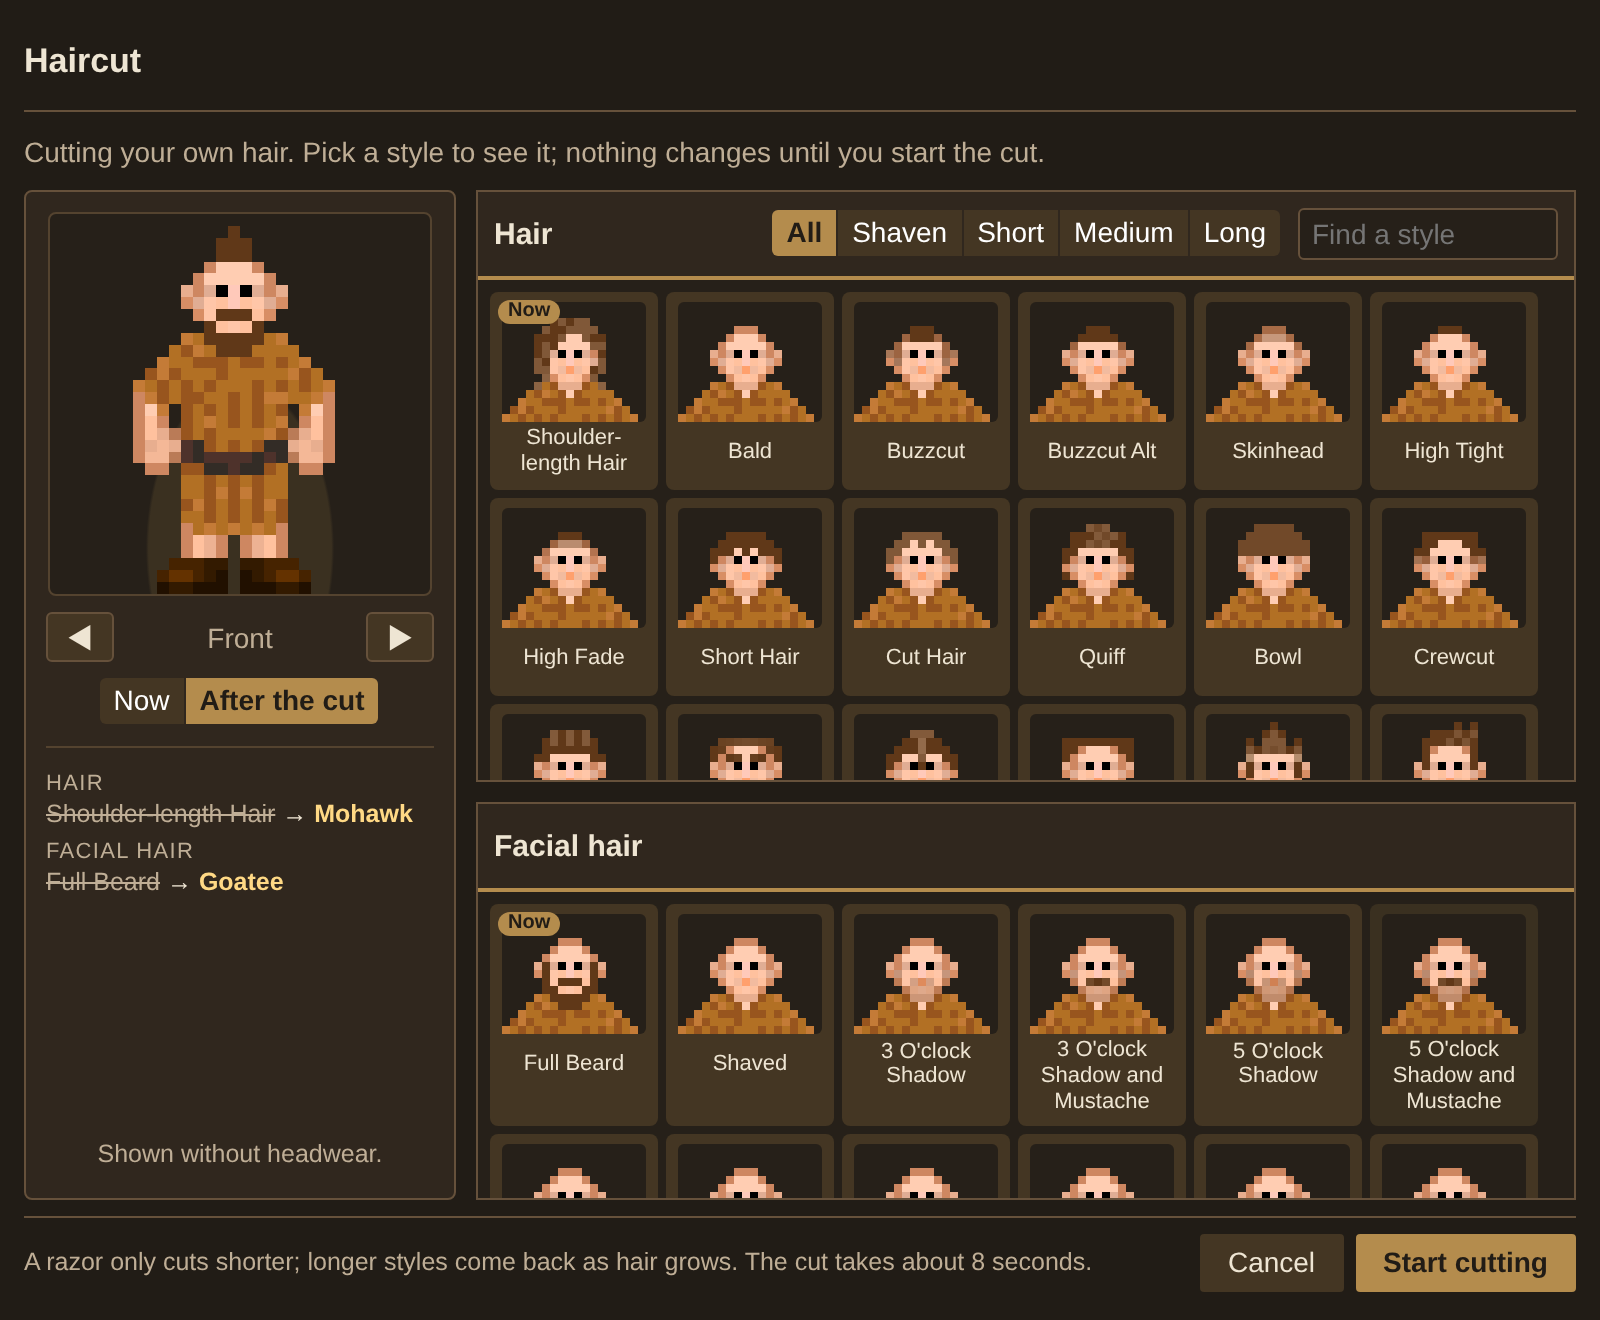 Haircut
Cutting your own hair. Pick a style to see it; nothing changes until you start the cut.
Front
Now
After the cut
HAIR
Shoulder-length Hair → Mohawk
FACIAL HAIR
Full Beard → Goatee
Shown without headwear.
Hair
All
Shaven
Short
Medium
Long
Find a style
Now
Shoulder-
length Hair
Bald
Buzzcut
Buzzcut Alt
Skinhead
High Tight
High Fade
Short Hair
Cut Hair
Quiff
Bowl
Crewcut
Facial hair
Now
Full Beard
Shaved
3 O'clock
Shadow
3 O'clock
Shadow and
Mustache
5 O'clock
Shadow
5 O'clock
Shadow and
Mustache
A razor only cuts shorter; longer styles come back as hair grows. The cut takes about 8 seconds.
Cancel
Start cutting